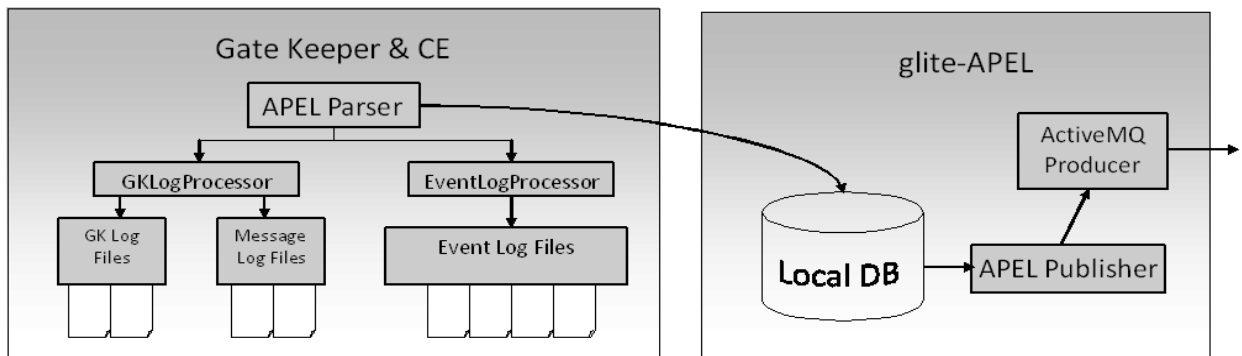 Gate Keeper & CE
APEL Parser
GKLogProcessor
EventLogProcessor
GK Log
Files
Message
Log Files
Event Log Files
glite-APEL
ActiveMQ
Producer
Local DB
APEL Publisher